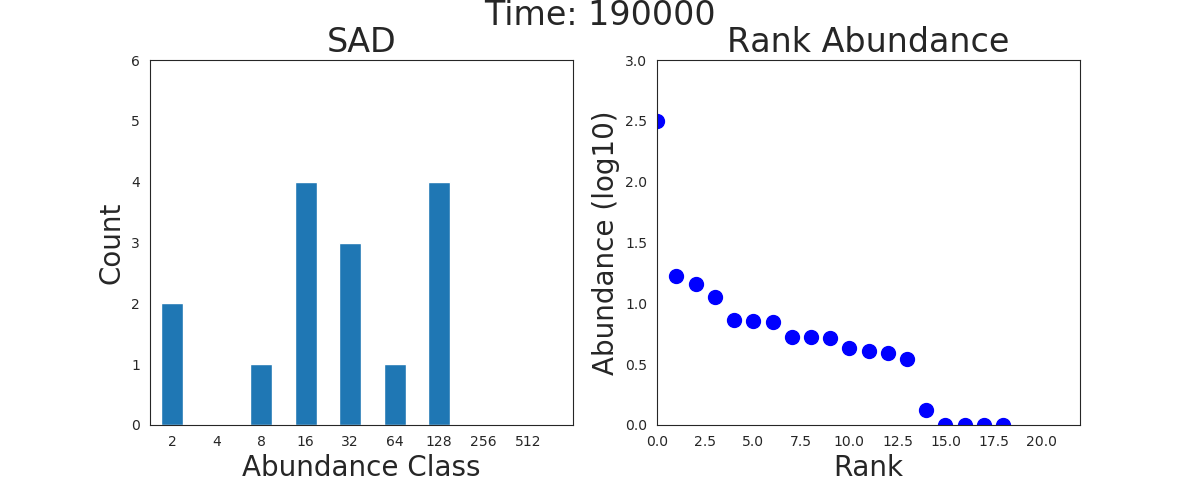 Time: 190000
SAD
Rank Abundance
6
5
4
3
2
1
0
Count
2 4 8 16 32 64 128 256 512
Abundance Class
3.0
2.5
2.0
1.5
1.0
0.5
0.0
Abundance (log10)
0.0 2.5 5.0 7.5 10.0 12.5 15.0 17.5 20.0
Rank